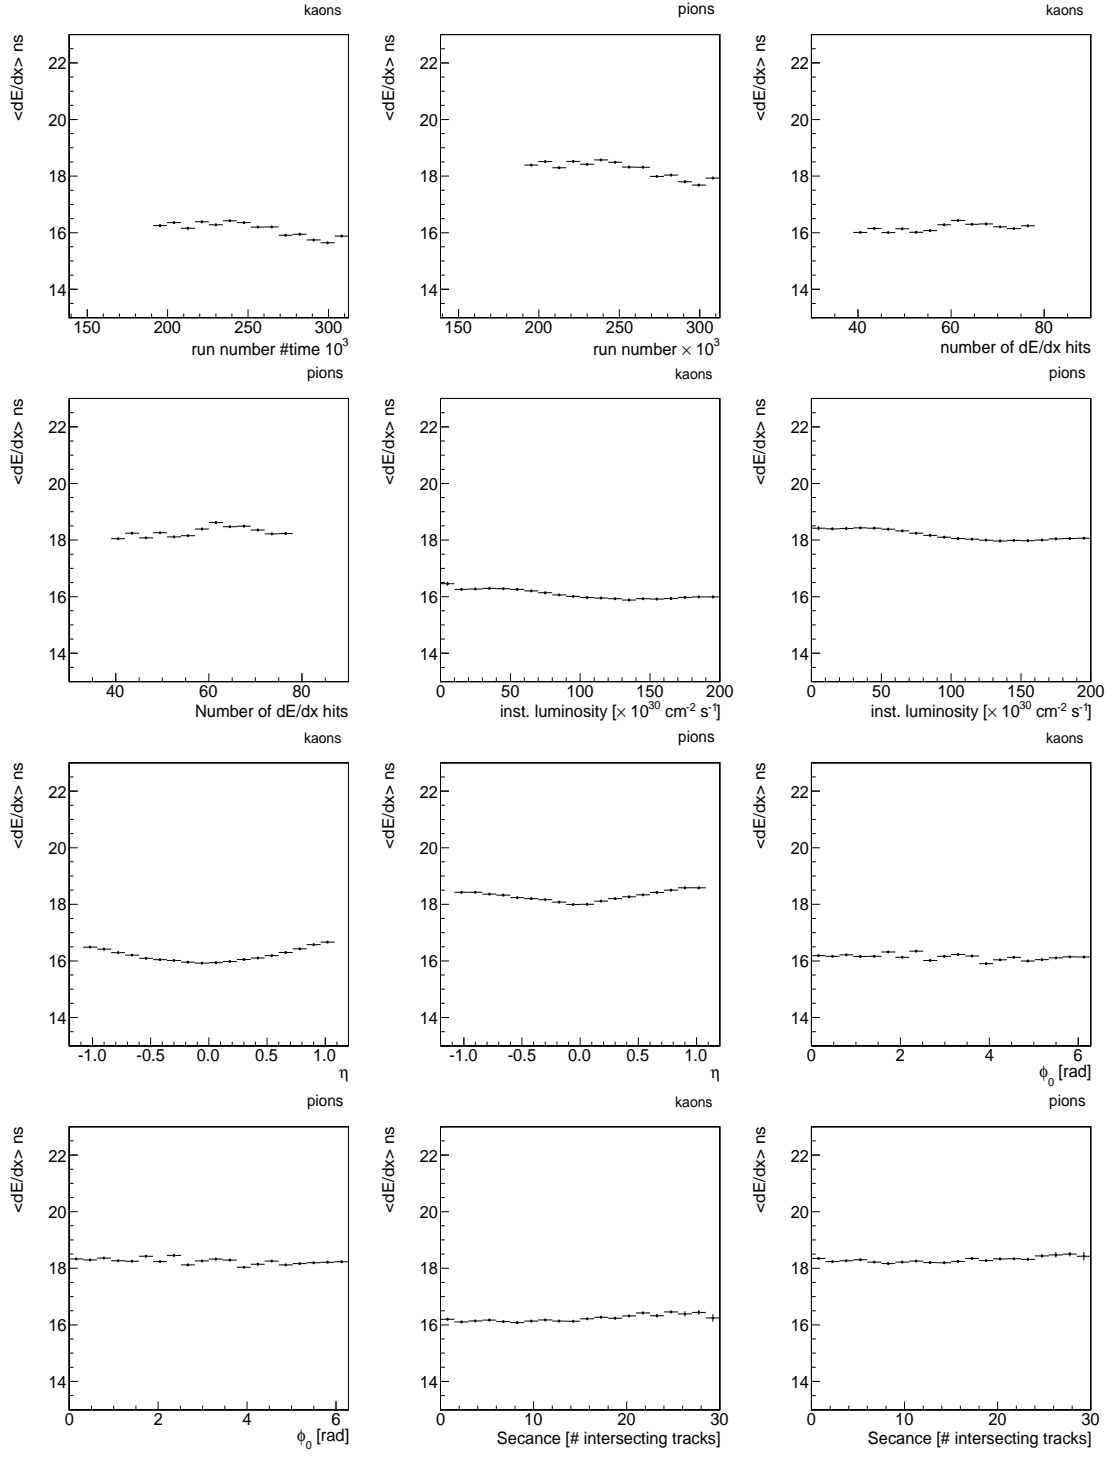 kaons
<dE/dx> ns
22
20
18
16
14
150 200 250 300
run number #time 10³
pions
<dE/dx> ns
22
20
18
16
14
150 200 250 300
run number × 10³
kaons
<dE/dx> ns
22
20
18
16
14
40 60 80
number of dE/dx hits
pions
<dE/dx> ns
22
20
18
16
14
40 60 80
Number of dE/dx hits
kaons
<dE/dx> ns
22
20
18
16
14
0 50 100 150 200
inst. luminosity [× 10³⁰ cm⁻² s⁻¹]
pions
<dE/dx> ns
22
20
18
16
14
0 50 100 150 200
inst. luminosity [× 10³⁰ cm⁻² s⁻¹]
kaons
<dE/dx> ns
22
20
18
16
14
-1.0 -0.5 0.0 0.5 1.0
η
pions
<dE/dx> ns
22
20
18
16
14
-1.0 -0.5 0.0 0.5 1.0
η
kaons
<dE/dx> ns
22
20
18
16
14
0 2 4 6
ϕ₀ [rad]
pions
<dE/dx> ns
22
20
18
16
14
0 2 4 6
ϕ₀ [rad]
kaons
<dE/dx> ns
22
20
18
16
14
0 10 20 30
Secance [# intersecting tracks]
pions
<dE/dx> ns
22
20
18
16
14
0 10 20 30
Secance [# intersecting tracks]